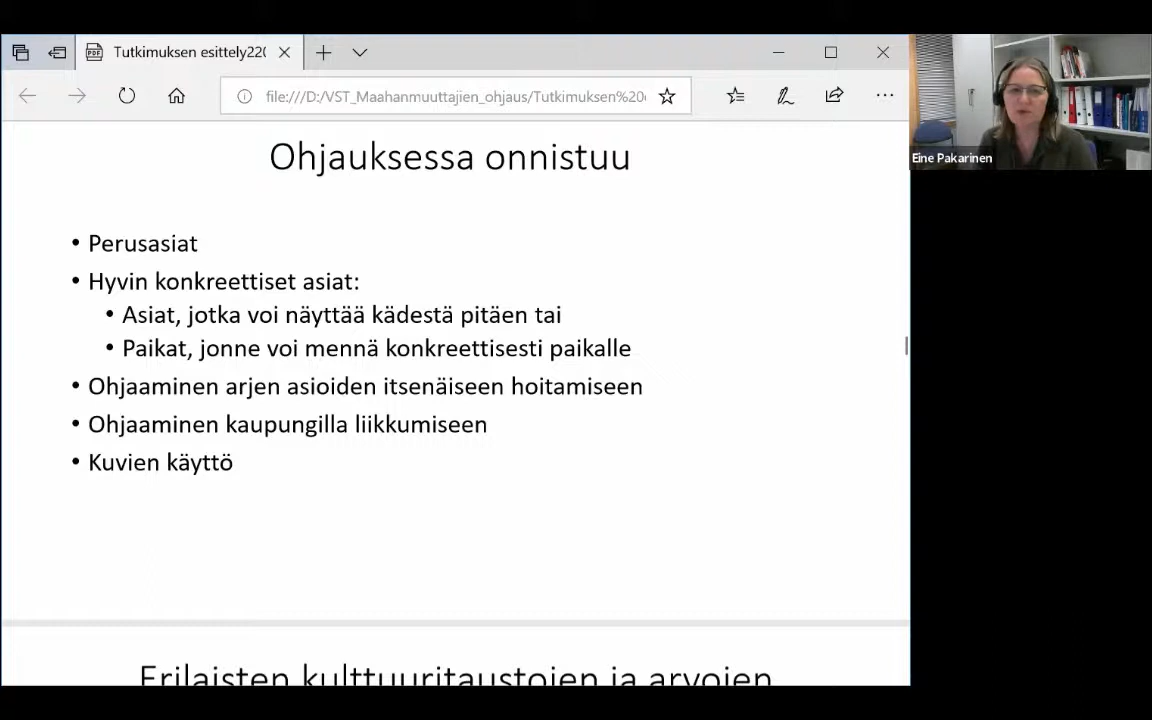 Tutkimuksen esittely220
file:///D:/VST_Maahanmuuttajien_ohjaus/Tutkimuksen%20
Eine Pakarinen
Ohjauksessa onnistuu
• Perusasiat
• Hyvin konkreettiset asiat:
• Asiat, jotka voi näyttää kädestä pitäen tai
• Paikat, jonne voi mennä konkreettisesti paikalle
• Ohjaaminen arjen asioiden itsenäiseen hoitamiseen
• Ohjaaminen kaupungilla liikkumiseen
• Kuvien käyttö
Erilaisten kulttuuritaustojen ja arvojen